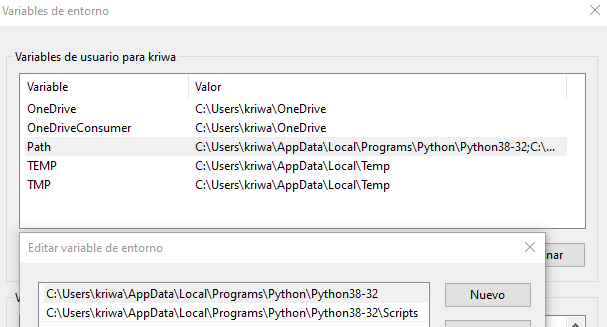 Variables de entorno
Variables de usuario para kriwa
Variable Valor
OneDrive C:\Users\kriwa\OneDrive
OneDriveConsumer C:\Users\kriwa\OneDrive
Path C:\Users\kriwa\AppData\Local\Programs\Python\Python38-32;C:\...
TEMP C:\Users\kriwa\AppData\Local\Temp
TMP C:\Users\kriwa\AppData\Local\Temp
Editar variable de entorno
nar
C:\Users\kriwa\AppData\Local\Programs\Python\Python38-32
Nuevo
C:\Users\kriwa\AppData\Local\Programs\Python\Python38-32\Scripts